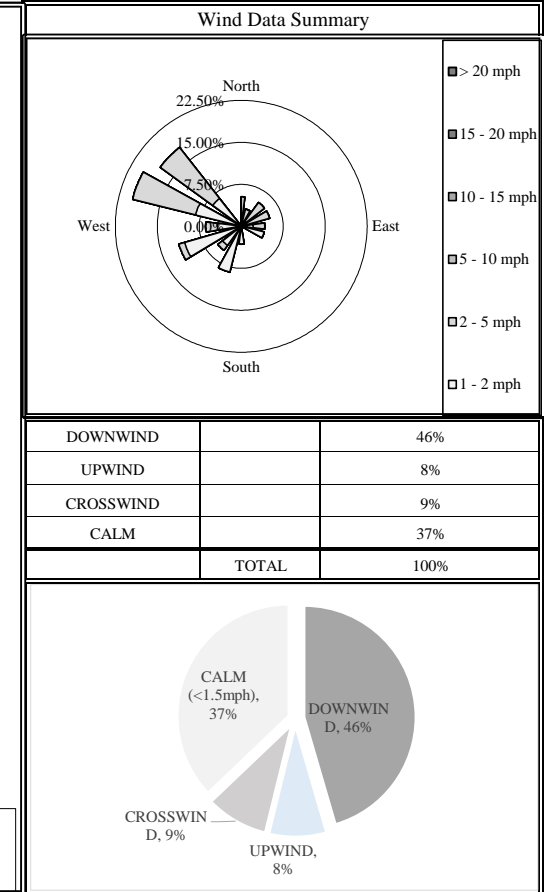 Wind Data Summary
North
22.50%
15.00%
7.50%
0.00%
West
East
South
> 20 mph
15 - 20 mph
10 - 15 mph
5 - 10 mph
2 - 5 mph
1 - 2 mph
DOWNWIND 46%
UPWIND 8%
CROSSWIND 9%
CALM 37%
TOTAL 100%
CALM
(<1.5mph),
37%
DOWNWIN
D, 46%
CROSSWIN
D, 9%
UPWIND,
8%